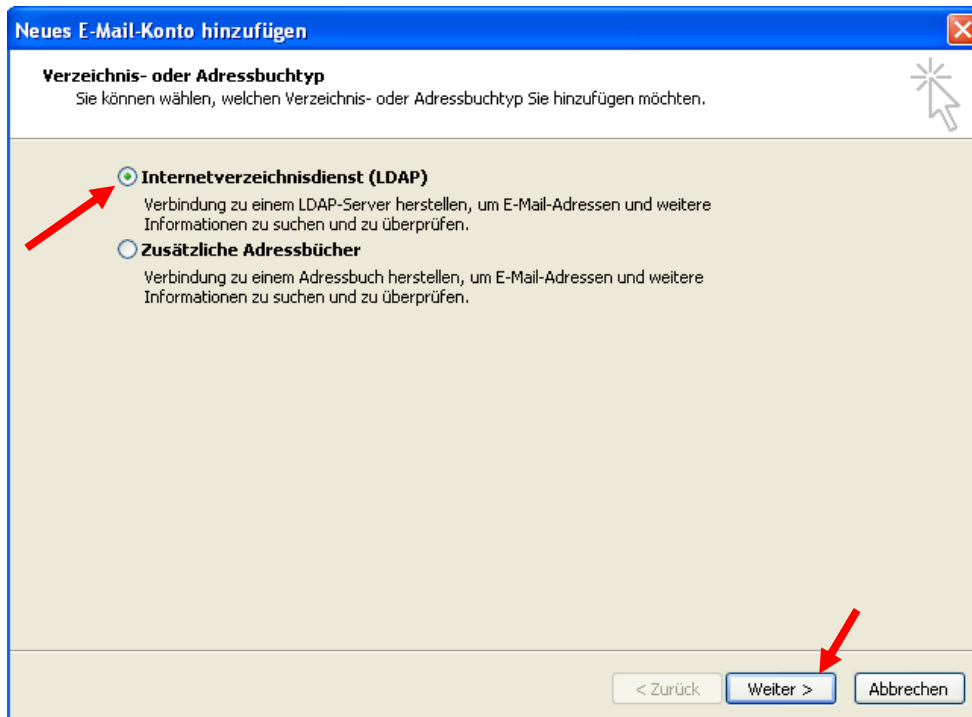 Neues E-Mail-Konto hinzufügen
Verzeichnis- oder Adressbuchtyp
Sie können wählen, welchen Verzeichnis- oder Adressbuchtyp Sie hinzufügen möchten.
Internetverzeichnisdienst (LDAP)
Verbindung zu einem LDAP-Server herstellen, um E-Mail-Adressen und weitere
Informationen zu suchen und zu überprüfen.
Zusätzliche Adressbücher
Verbindung zu einem Adressbuch herstellen, um E-Mail-Adressen und weitere
Informationen zu suchen und zu überprüfen.
< Zurück Weiter > Abbrechen